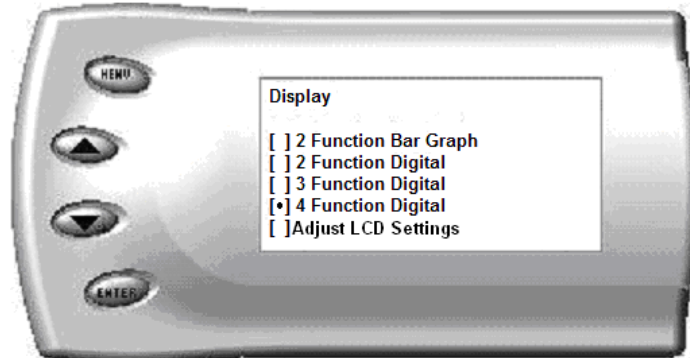 MENU
Display
[ ] 2 Function Bar Graph
[ ] 2 Function Digital
[ ] 3 Function Digital
[•] 4 Function Digital
[ ]Adjust LCD Settings
ENTER